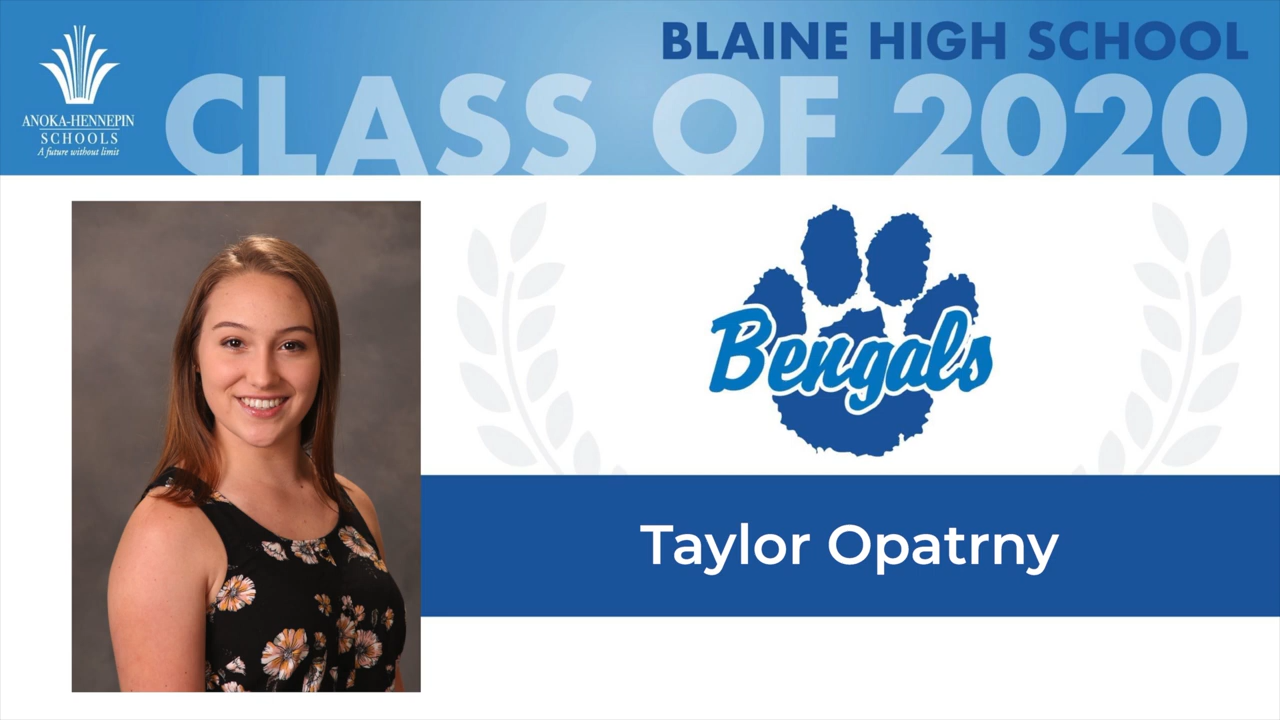 BLAINE HIGH SCHOOL
CLASS OF 2020
ANOKA-HENNEPIN
SCHOOLS
A future without limit
Bengals
Taylor Opatrny